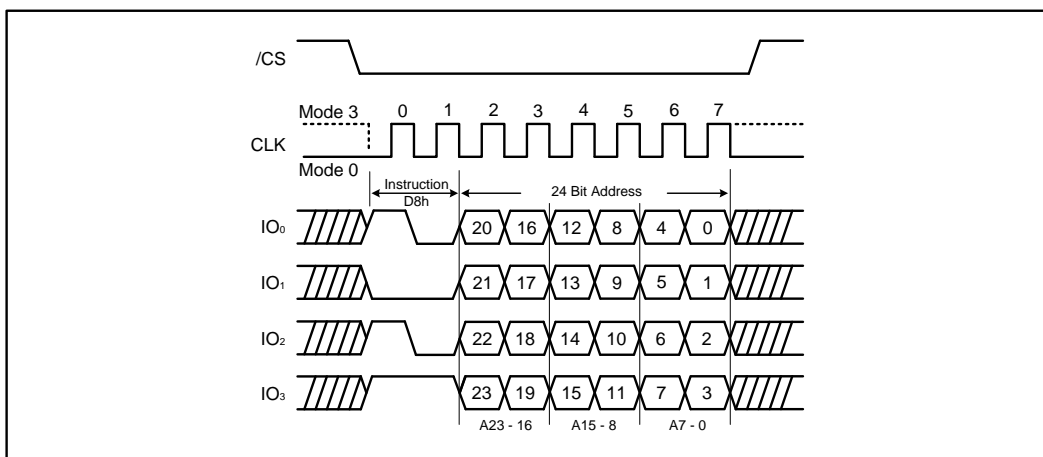 /CS
Mode 3 0 1 2 3 4 5 6 7
CLK
Mode 0
Instruction
D8h
24 Bit Address
IO₀ 20 16 12 8 4 0
IO₁ 21 17 13 9 5 1
IO₂ 22 18 14 10 6 2
IO₃ 23 19 15 11 7 3
A23 - 16 A15 - 8 A7 - 0